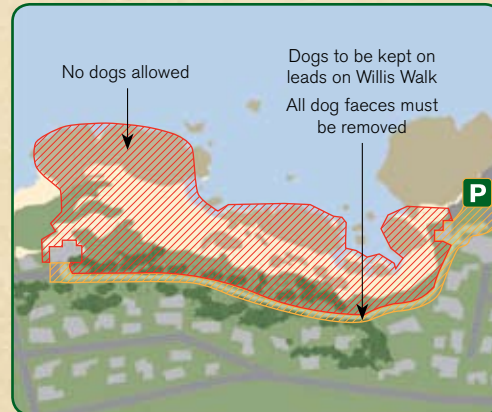 No dogs allowed
Dogs to be kept on
leads on Willis Walk
All dog faeces must
be removed
P